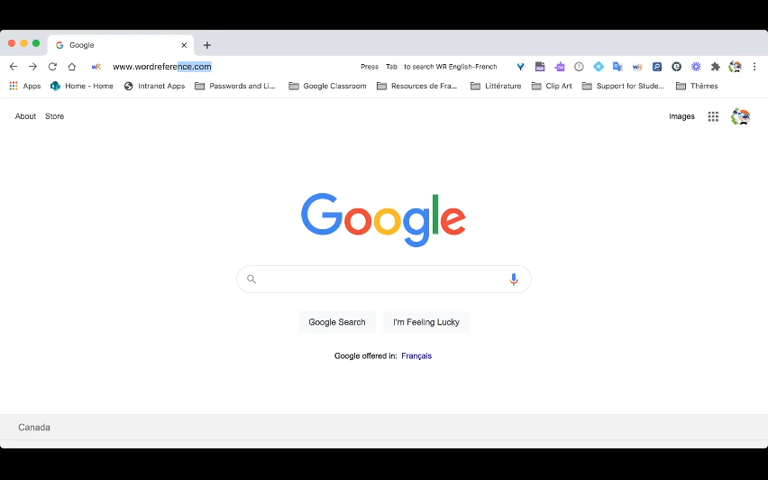 Google
www.wordreference.com Press Tab to search WR English-French
Apps Home - Home Intranet Apps Passwords and Li... Google Classroom Resources de Fra... Littérature Clip Art Support for Stude... Thèmes
About Store Images
Google
Google Search I'm Feeling Lucky
Google offered in: Français
Canada